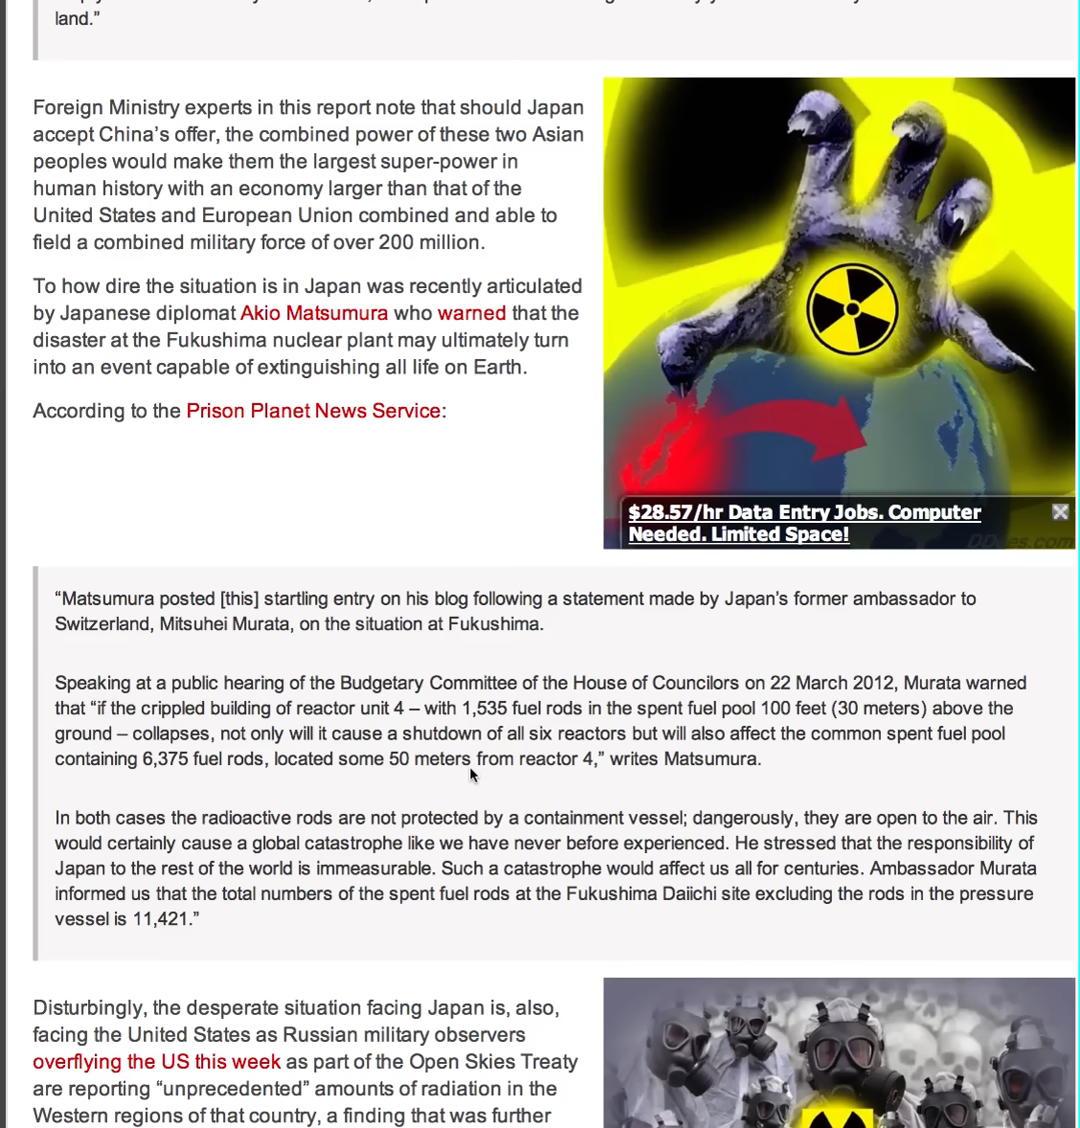 land.”
Foreign Ministry experts in this report note that should Japan
accept China’s offer, the combined power of these two Asian
peoples would make them the largest super-power in
human history with an economy larger than that of the
United States and European Union combined and able to
field a combined military force of over 200 million.
To how dire the situation is in Japan was recently articulated
by Japanese diplomat Akio Matsumura who warned that the
disaster at the Fukushima nuclear plant may ultimately turn
into an event capable of extinguishing all life on Earth.
According to the Prison Planet News Service:
$28.57/hr Data Entry Jobs. Computer
Needed. Limited Space!
“Matsumura posted [this] startling entry on his blog following a statement made by Japan’s former ambassador to
Switzerland, Mitsuhei Murata, on the situation at Fukushima.
Speaking at a public hearing of the Budgetary Committee of the House of Councilors on 22 March 2012, Murata warned
that “if the crippled building of reactor unit 4 – with 1,535 fuel rods in the spent fuel pool 100 feet (30 meters) above the
ground – collapses, not only will it cause a shutdown of all six reactors but will also affect the common spent fuel pool
containing 6,375 fuel rods, located some 50 meters from reactor 4,” writes Matsumura.
In both cases the radioactive rods are not protected by a containment vessel; dangerously, they are open to the air. This
would certainly cause a global catastrophe like we have never before experienced. He stressed that the responsibility of
Japan to the rest of the world is immeasurable. Such a catastrophe would affect us all for centuries. Ambassador Murata
informed us that the total numbers of the spent fuel rods at the Fukushima Daiichi site excluding the rods in the pressure
vessel is 11,421.”
Disturbingly, the desperate situation facing Japan is, also,
facing the United States as Russian military observers
overflying the US this week as part of the Open Skies Treaty
are reporting “unprecedented” amounts of radiation in the
Western regions of that country, a finding that was further